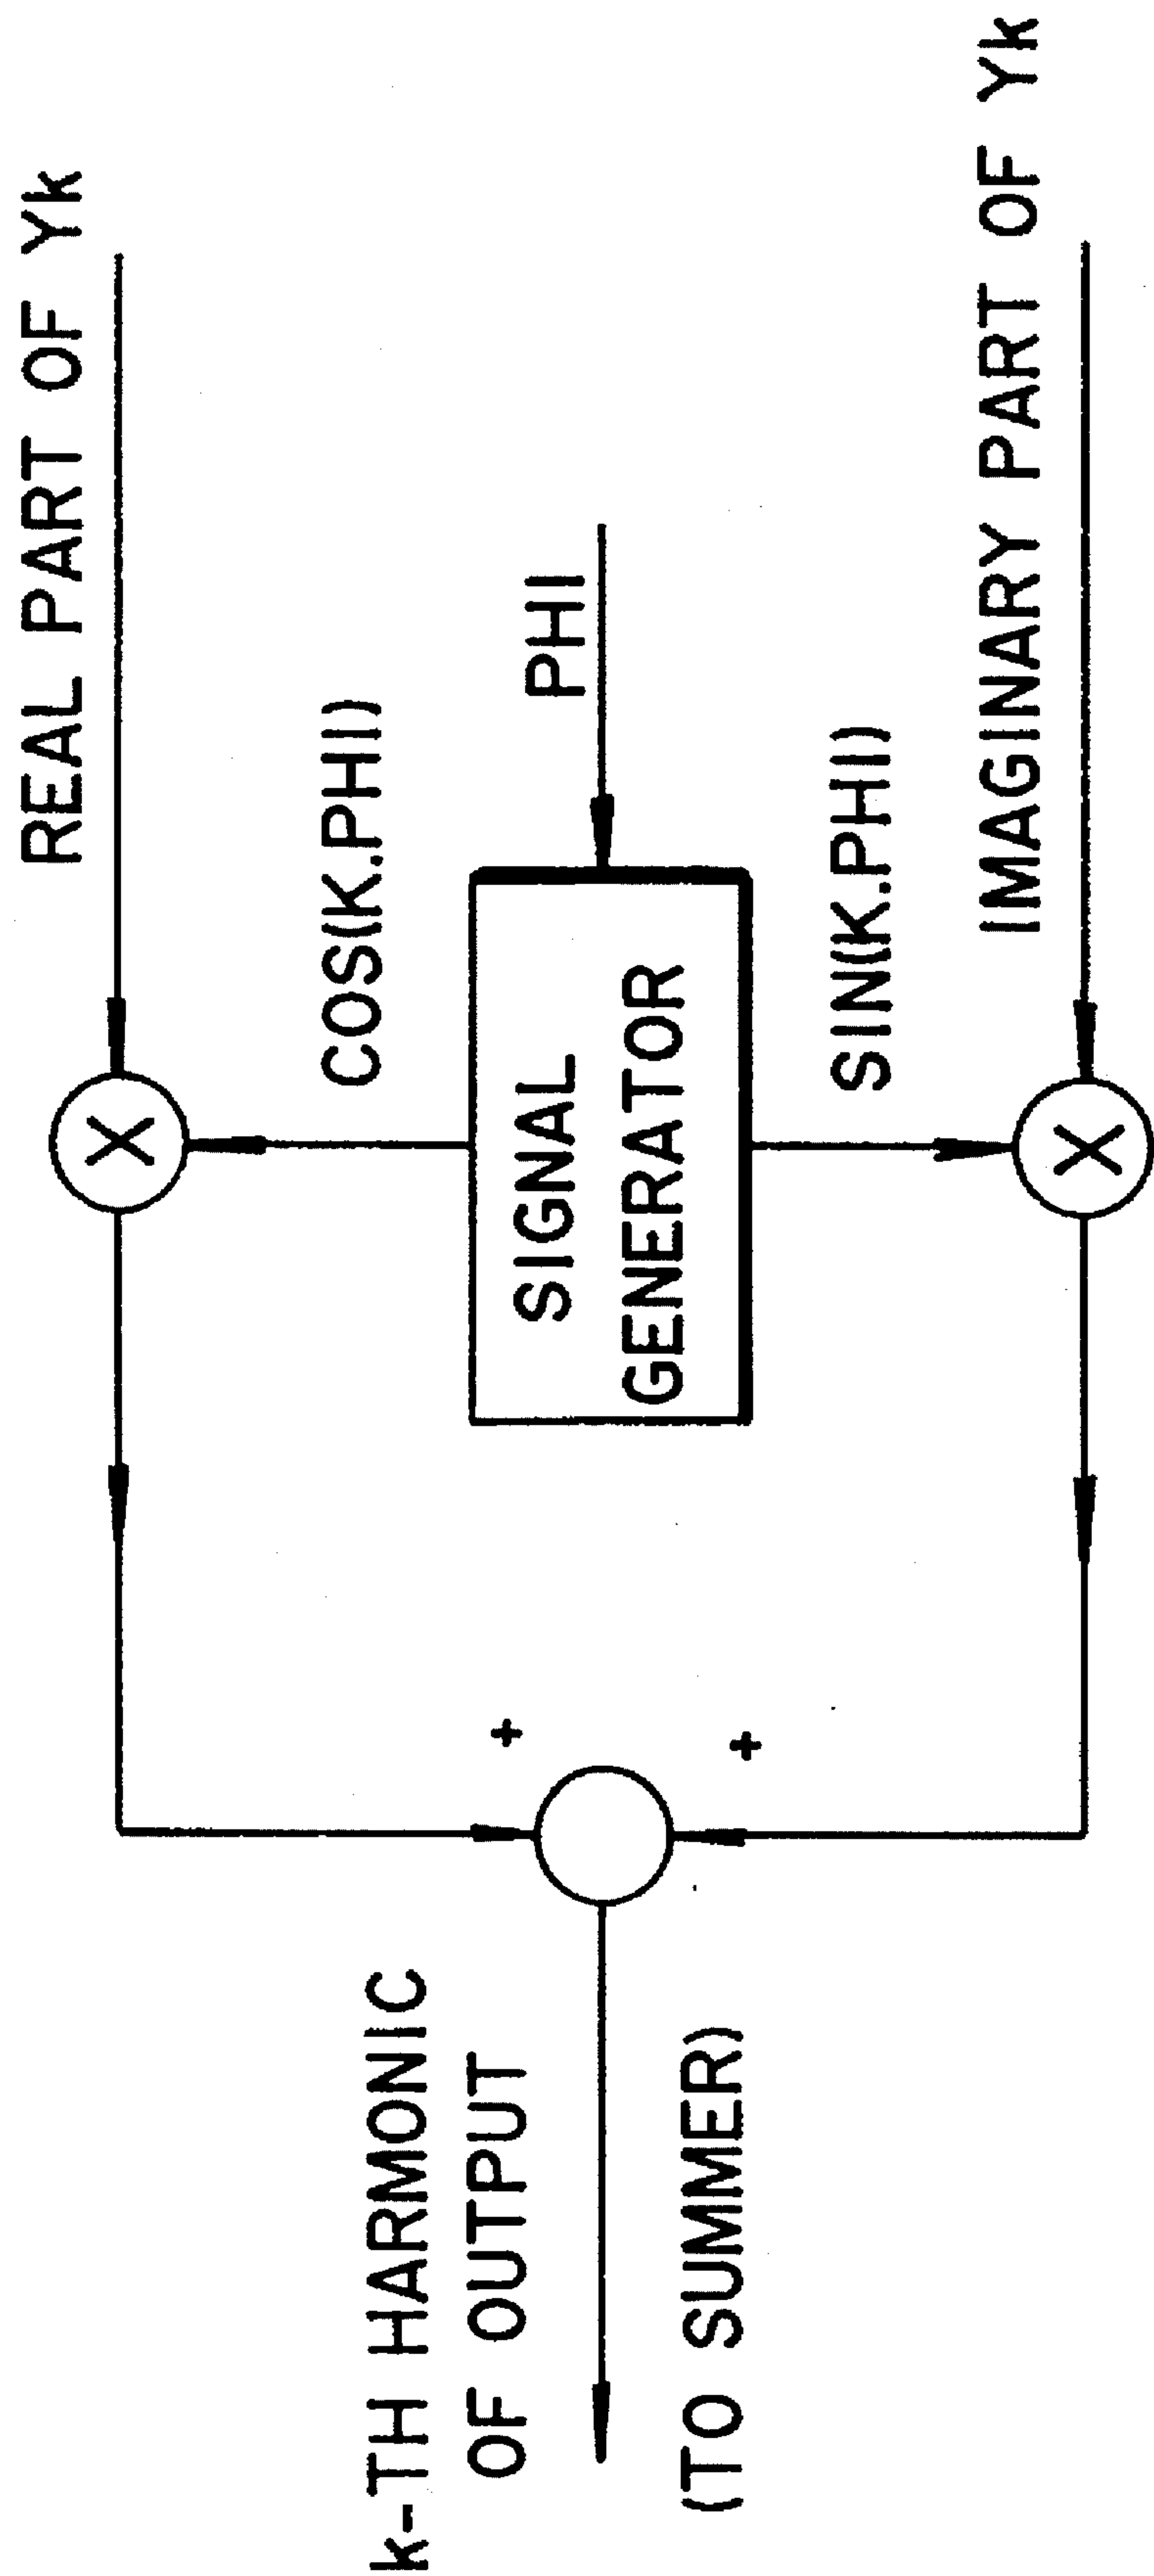 REAL PART OF Yk
COS(K.PHI)
k-TH HARMONIC
OF OUTPUT
PHI
SIGNAL
GENERATOR
(TO SUMMER)
SIN(K.PHI)
IMAGINARY PART OF Yk
X
X
+
+